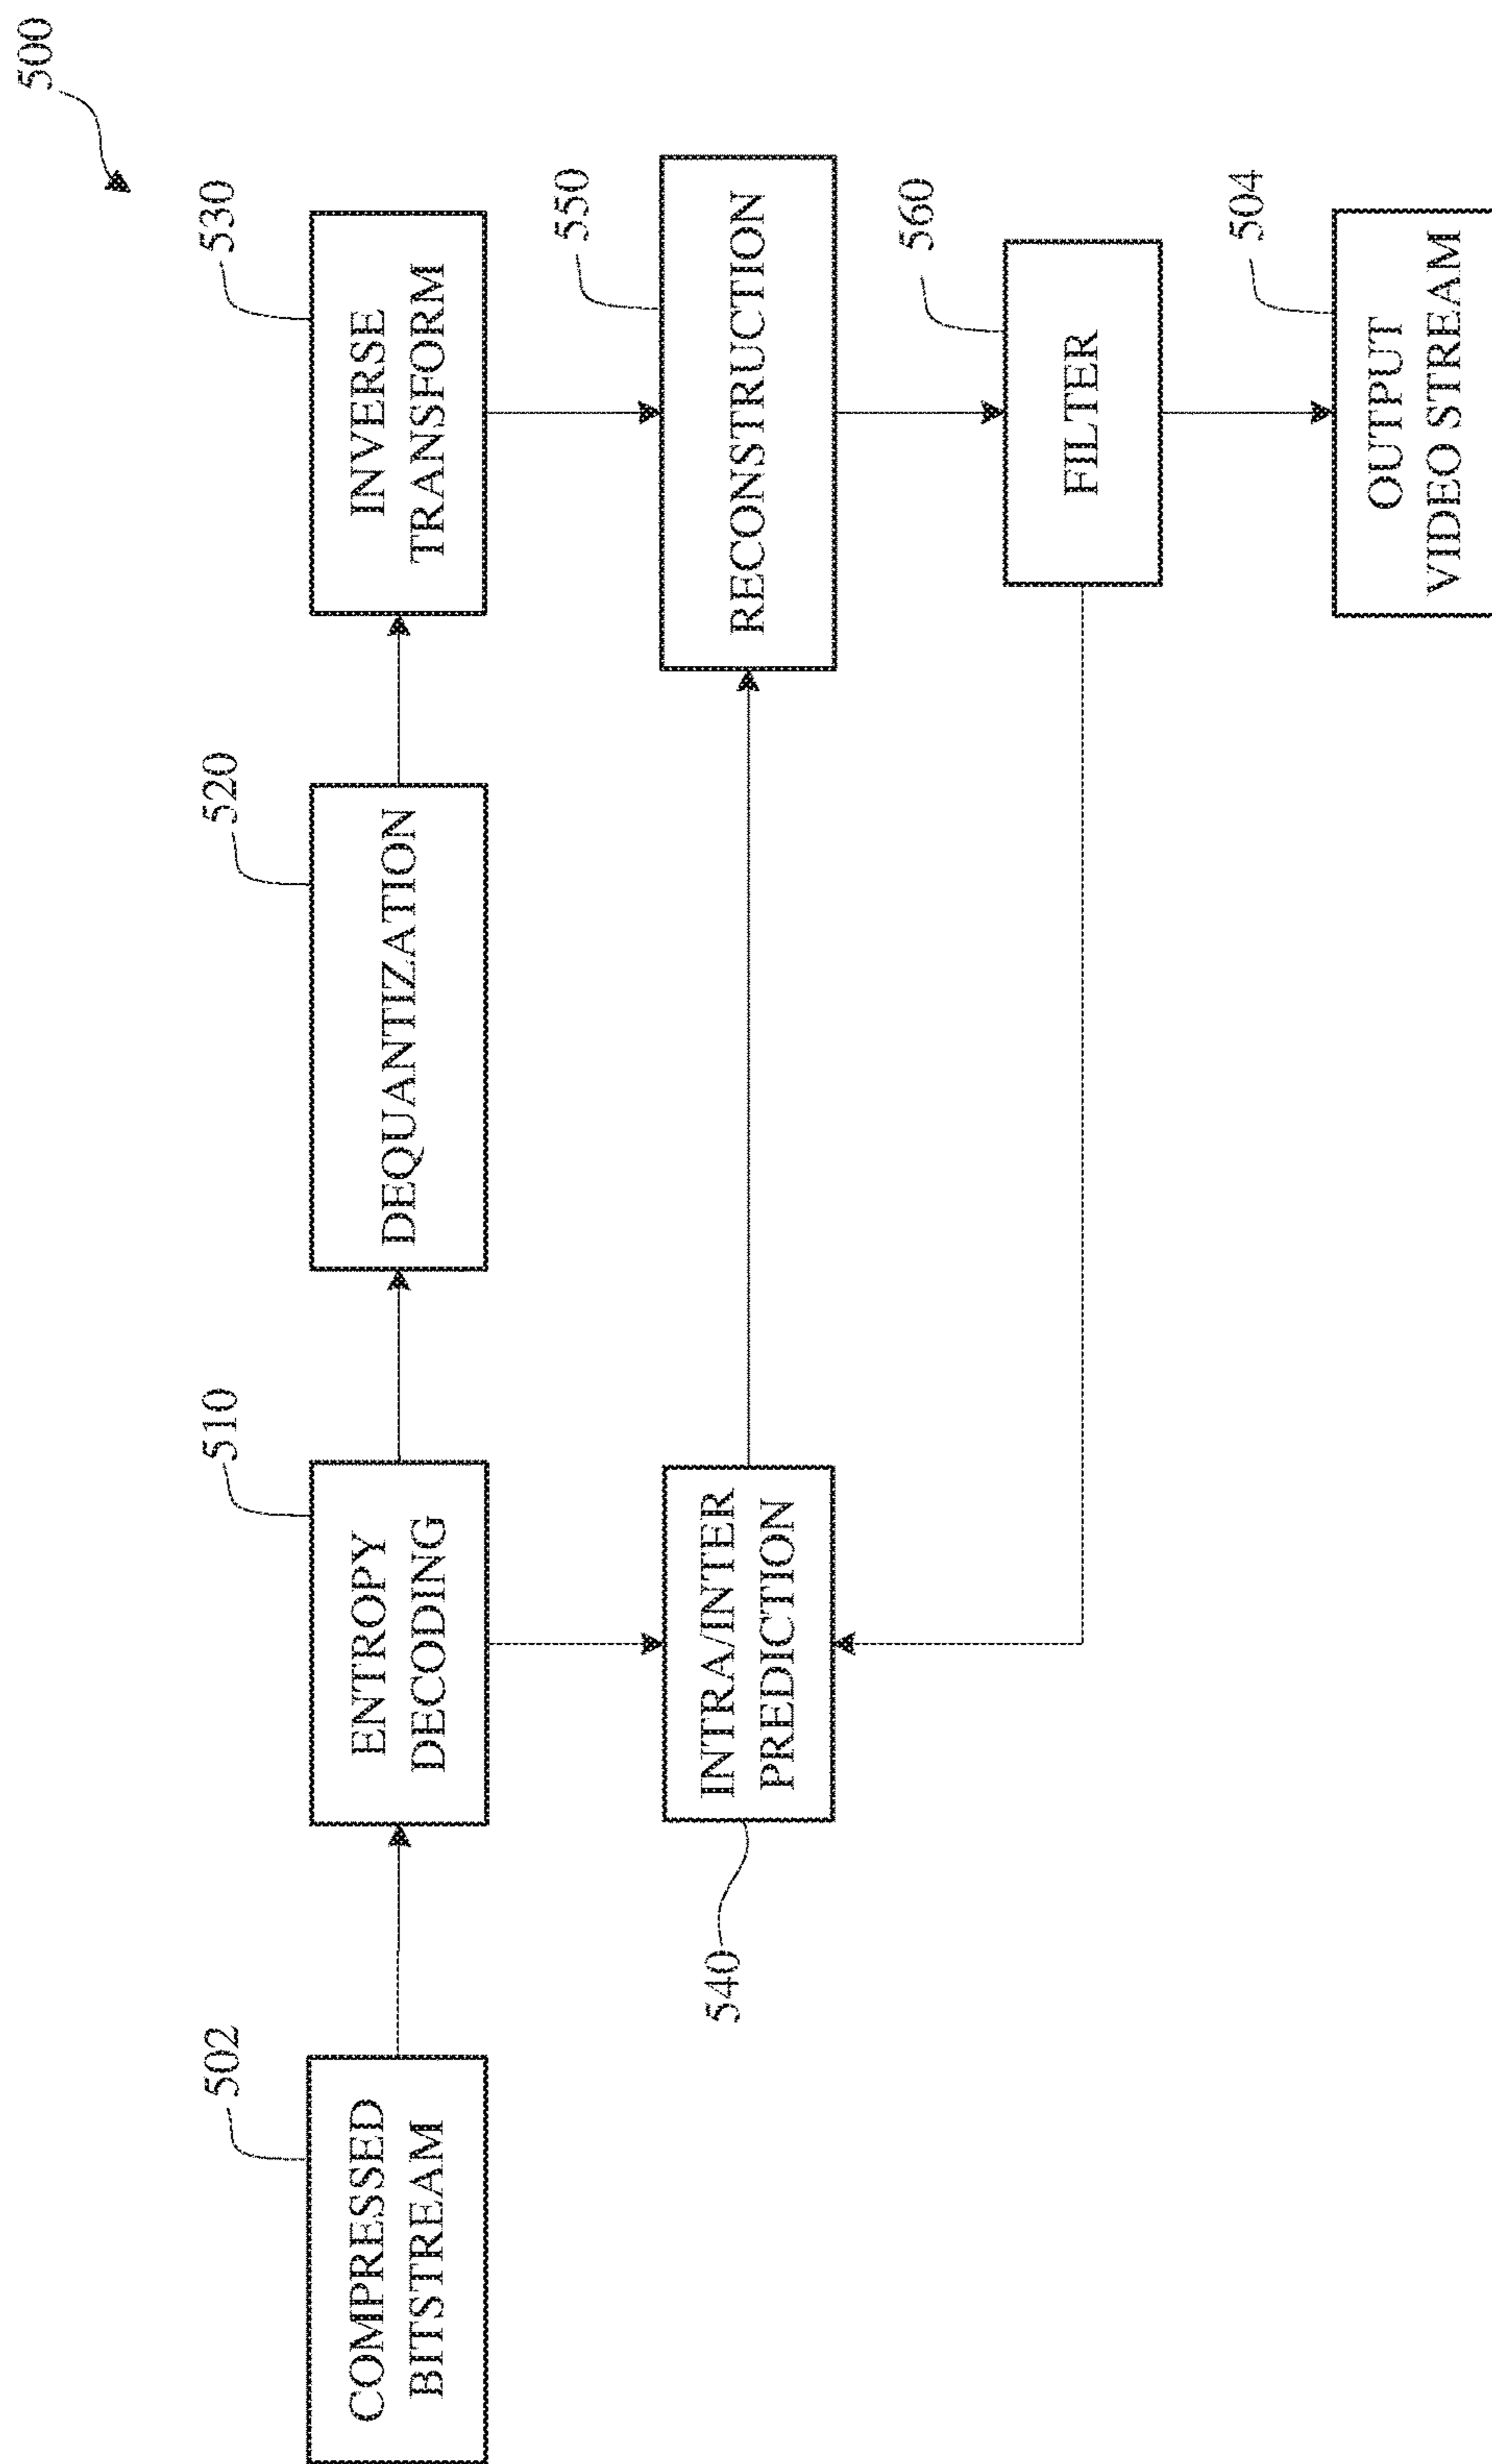 500
502
COMPRESSED
BITSTREAM
510
ENTROPY
DECODING
520
DEQUANTIZATION
530
INVERSE
TRANSFORM
540
INTRA/INTER
PREDICTION
550
RECONSTRUCTION
560
FILTER
504
OUTPUT
VIDEO STREAM